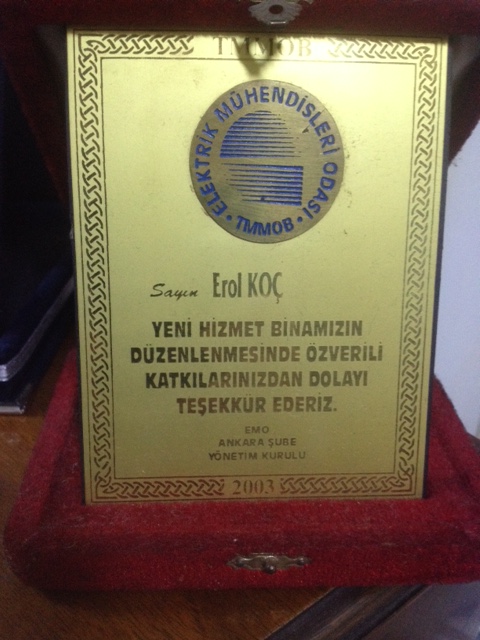 TMMOB
ELEKTRİK MÜHENDİSLERİ ODASI
• TMMOB •
Sayın Erol KOÇ
YENİ HİZMET BİNAMIZIN
DÜZENLENMESİNDE ÖZVERİLİ
KATKILARINIZDAN DOLAYI
TEŞEKKÜR EDERİZ.
EMO
ANKARA ŞUBE
YÖNETİM KURULU
2003